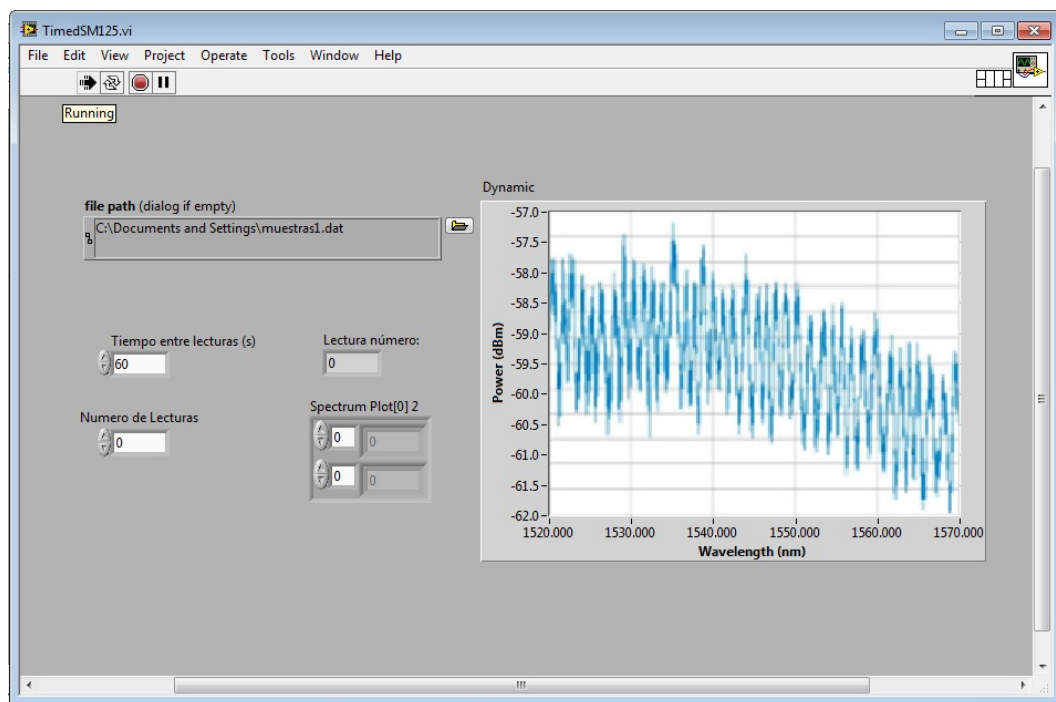 TimedSM125.vi
File Edit View Project Operate Tools Window Help
Running
file path (dialog if empty)
C:\Documents and Settings\muestras1.dat
Tiempo entre lecturas (s)
60
Lectura número:
0
Numero de Lecturas
0
Spectrum Plot[0] 2
0 0
0 0
Dynamic
Power (dBm)
-57.0
-57.5
-58.0
-58.5
-59.0
-59.5
-60.0
-60.5
-61.0
-61.5
-62.0
1520.000 1530.000 1540.000 1550.000 1560.000 1570.000
Wavelength (nm)